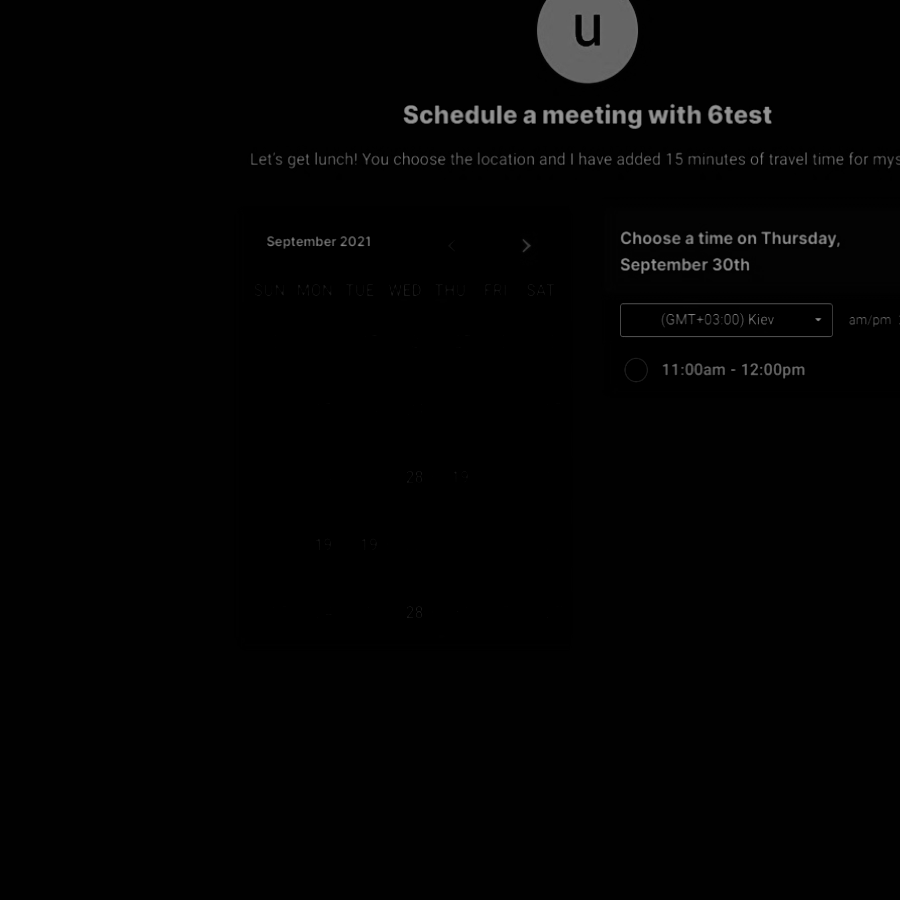 u
Schedule a meeting with 6test
Let's get lunch! You choose the location and I have added 15 minutes of travel time for mys
September 2021
SUN MON TUE WED THU FRI SAT
28 19
19 19
28
Choose a time on Thursday,
September 30th
(GMT+03:00) Kiev
am/pm
11:00am - 12:00pm